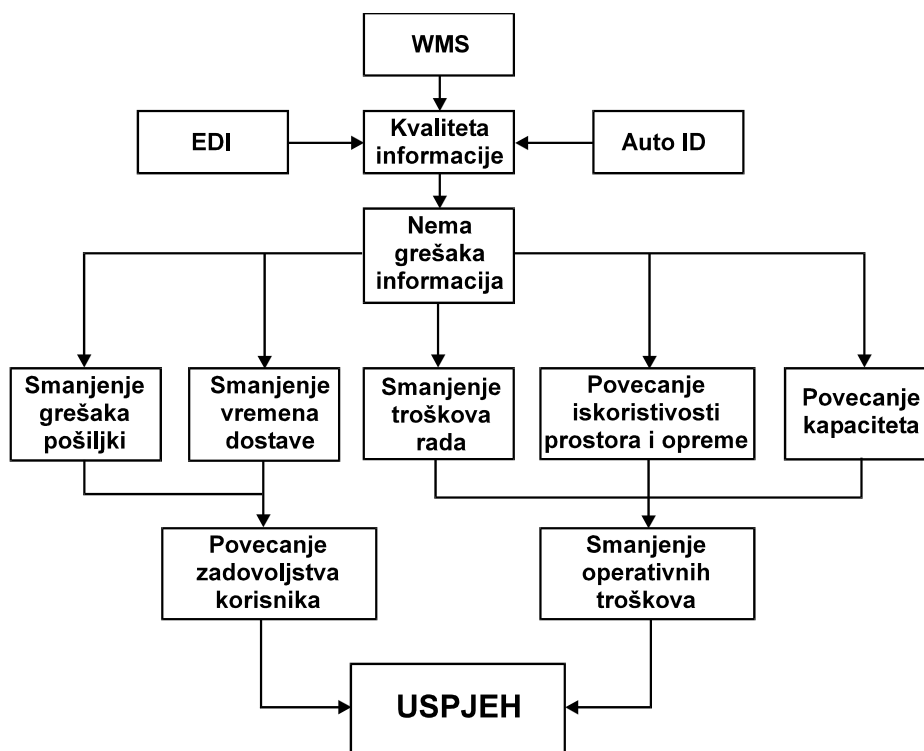 WMS
EDI
Kvaliteta
informacije
Auto ID
Nema
grešaka
informacija
Smanjenje
grešaka
pošiljki
Smanjenje
vremena
dostave
Smanjenje
troškova
rada
Povecanje
iskoristivosti
prostora i opreme
Povecanje
kapaciteta
Povecanje
zadovoljstva
korisnika
Smanjenje
operativnih
troškova
USPJEH